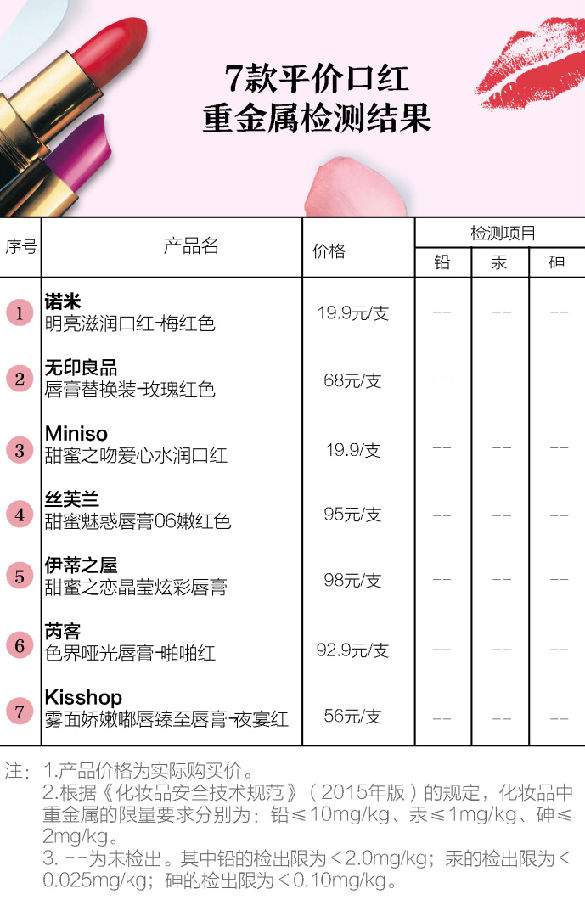 7款平价口红
重金属检测结果
序号 产品名 价格 检测项目
铅 汞 砷
1 诺米 明亮滋润口红-梅红色 19.9元/支 -- -- --
2 无印良品 唇膏替换装-玫瑰红色 68元/支
3 Miniso 甜蜜之吻爱心水润口红 19.9/支 -- -- --
4 丝芙兰 甜蜜魅惑唇膏06嫩红色 95元/支 -- -- --
5 伊蒂之屋 甜蜜之恋晶莹炫彩唇膏 98元/支 -- -- --
6 芮客 色界哑光唇膏-啪啪红 92.9元/支 -- -- --
7 Kisshop 雾面娇嫩嘟唇臻至唇膏-夜宴红 56元/支 -- -- --
注：1.产品价格为实际购买价。
2.根据《化妆品安全技术规范》（2015年版）的规定，化妆品中
重金属的限量要求分别为：铅≤10mg/kg、汞≤1mg/kg、砷≤
2mg/kg。
3. --为未检出。其中铅的检出限为<2.0mg/kg；汞的检出限为<
0.025mg/kg；砷的检出限为<0.10mg/kg。